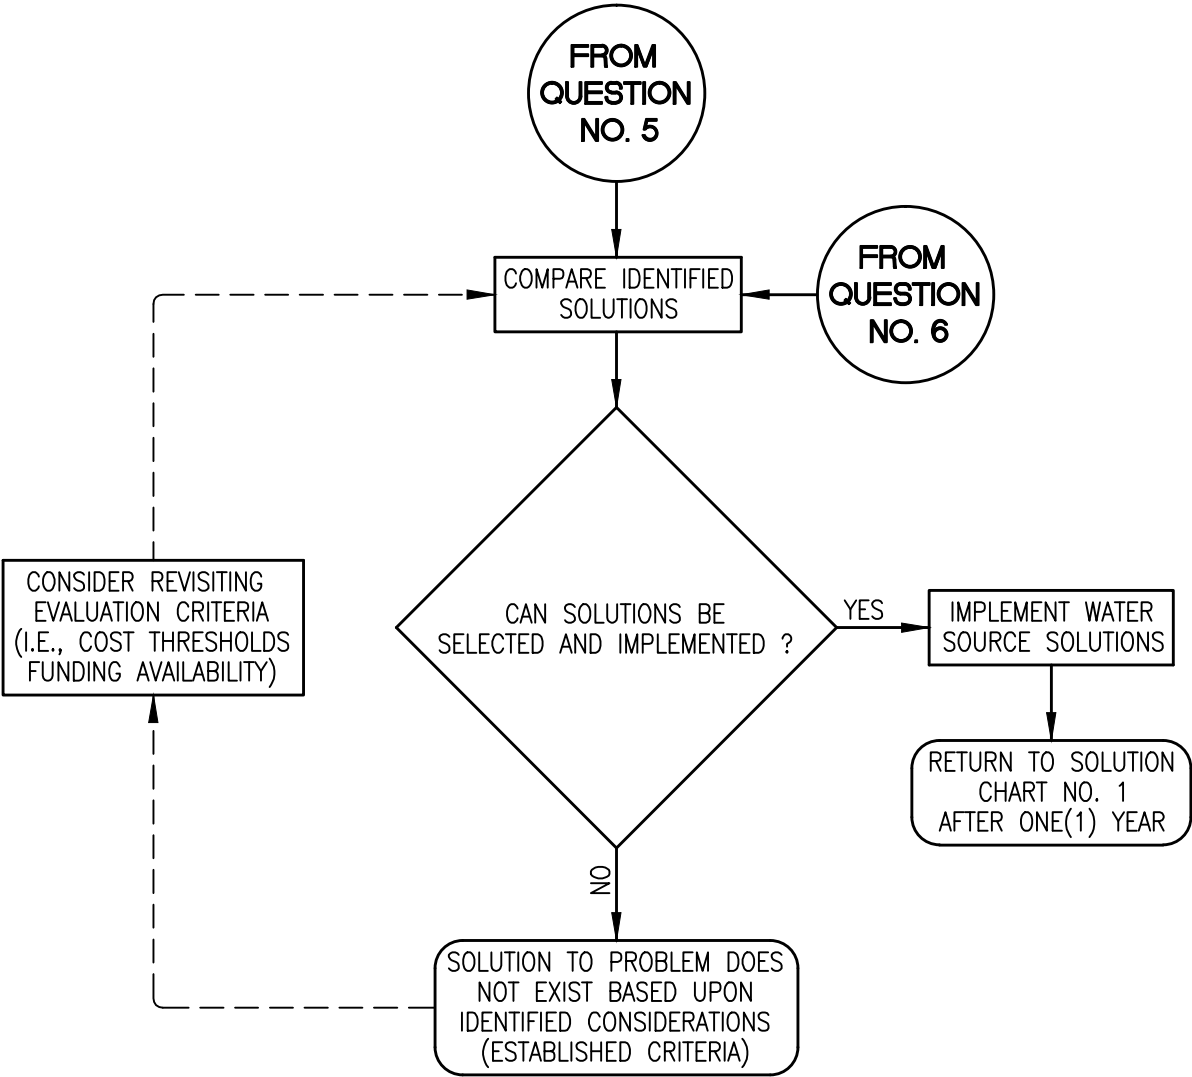 FROM
QUESTION
NO. 5
FROM
QUESTION
NO. 6
COMPARE IDENTIFIED
SOLUTIONS
CAN SOLUTIONS BE
SELECTED AND IMPLEMENTED ?
YES
IMPLEMENT WATER
SOURCE SOLUTIONS
RETURN TO SOLUTION
CHART NO. 1
AFTER ONE(1) YEAR
CONSIDER REVISITING
EVALUATION CRITERIA
(I.E., COST THRESHOLDS
FUNDING AVAILABILITY)
NO
SOLUTION TO PROBLEM DOES
NOT EXIST BASED UPON
IDENTIFIED CONSIDERATIONS
(ESTABLISHED CRITERIA)